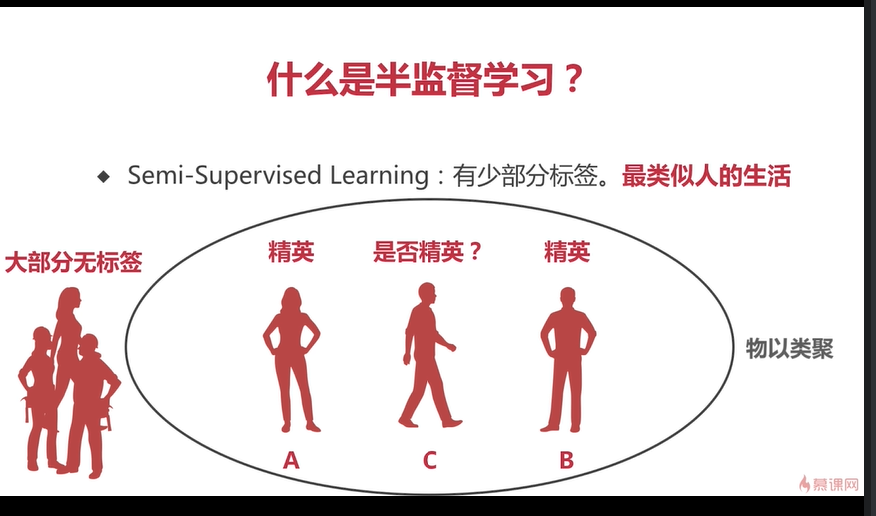 什么是半监督学习？
◆ Semi-Supervised Learning：有少部分标签。最类似人的生活
大部分无标签
精英 是否精英？ 精英
物以类聚
A C B
慕课网